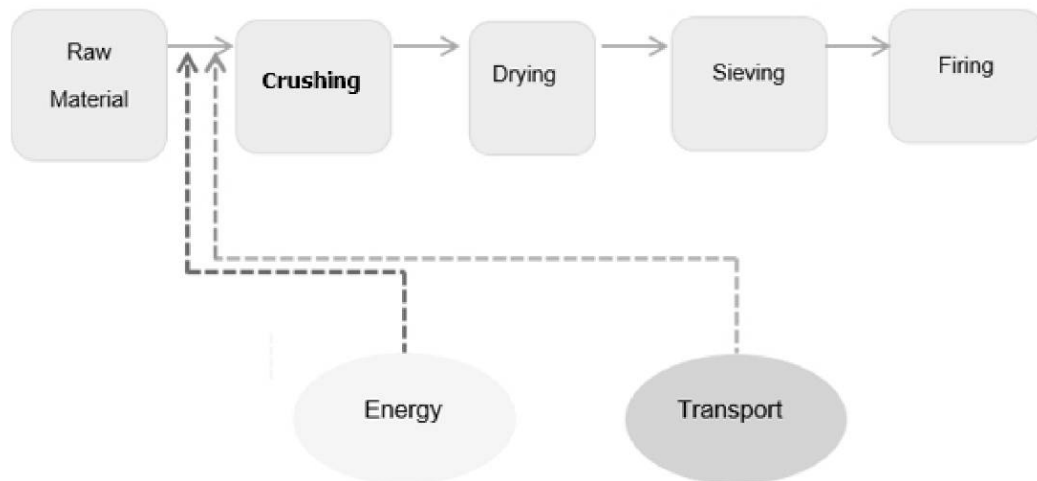 Raw
Material
Crushing
Drying
Sieving
Firing
Energy
Transport